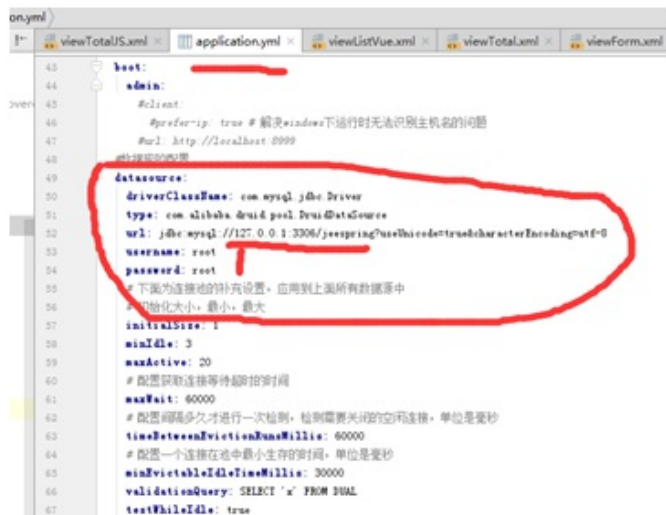 on.yml
viewTotalJS.xml × application.yml × viewListVue.xml × viewTotal.xml × viewForm.xml
43 boot:
44 admin:
45 #client:
46 #prefer-ip: true # 解决windows下运行时无法识别主机名的问题
47 #url: http://localhost:8999
48 #数据源的配置
49 datasource:
50 driverClassName: com.mysql.jdbc.Driver
51 type: com.alibaba.druid.pool.DruidDataSource
52 url: jdbc:mysql://127.0.0.1:3306/jeespring?useUnicode=true&characterEncoding=utf-8
53 username: root
54 password: root
55 # 下面为连接池的补充设置，应用到上面所有数据源中
56 # 初始化大小，最小，最大
57 initialSize: 1
58 minIdle: 3
59 maxActive: 20
60 # 配置获取连接等待超时的时间
61 maxWait: 60000
62 # 配置间隔多久才进行一次检测，检测需要关闭的空闲连接，单位是毫秒
63 timeBetweenEvictionRunsMillis: 60000
64 # 配置一个连接在池中最小生存的时间，单位是毫秒
65 minEvictableIdleTimeMillis: 30000
66 validationQuery: SELECT 'x' FROM DUAL
67 testWhileIdle: true